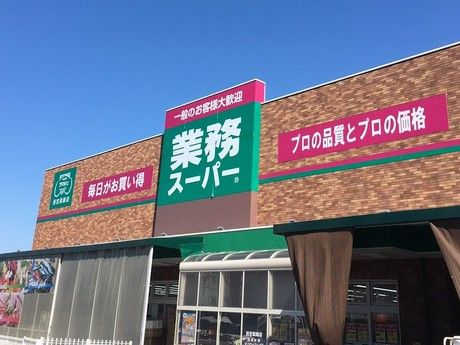 一般のお客様大歓迎
業務
スーパー®
毎日がお買い得
プロの品質とプロの価格